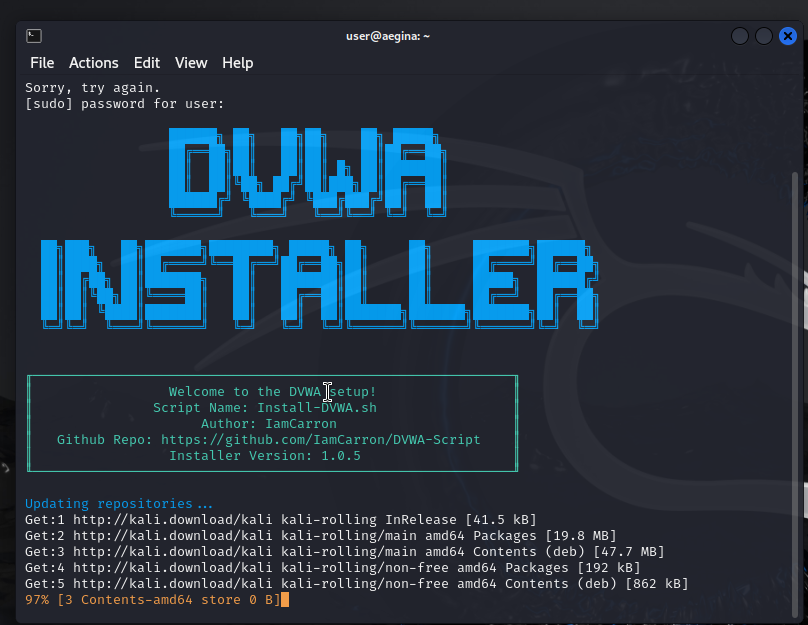 user@aegina: ~
File Actions Edit View Help
Sorry, try again.
[sudo] password for user:
DVWA
INSTALLER
Welcome to the DVWA setup!
Script Name: Install-DVWA.sh
Author: IamCarron
Github Repo: https://github.com/IamCarron/DVWA-Script
Installer Version: 1.0.5
Updating repositories...
Get:1 http://kali.download/kali kali-rolling InRelease [41.5 kB]
Get:2 http://kali.download/kali kali-rolling/main amd64 Packages [19.8 MB]
Get:3 http://kali.download/kali kali-rolling/main amd64 Contents (deb) [47.7 MB]
Get:4 http://kali.download/kali kali-rolling/non-free amd64 Packages [192 kB]
Get:5 http://kali.download/kali kali-rolling/non-free amd64 Contents (deb) [862 kB]
97% [3 Contents-amd64 store 0 B]